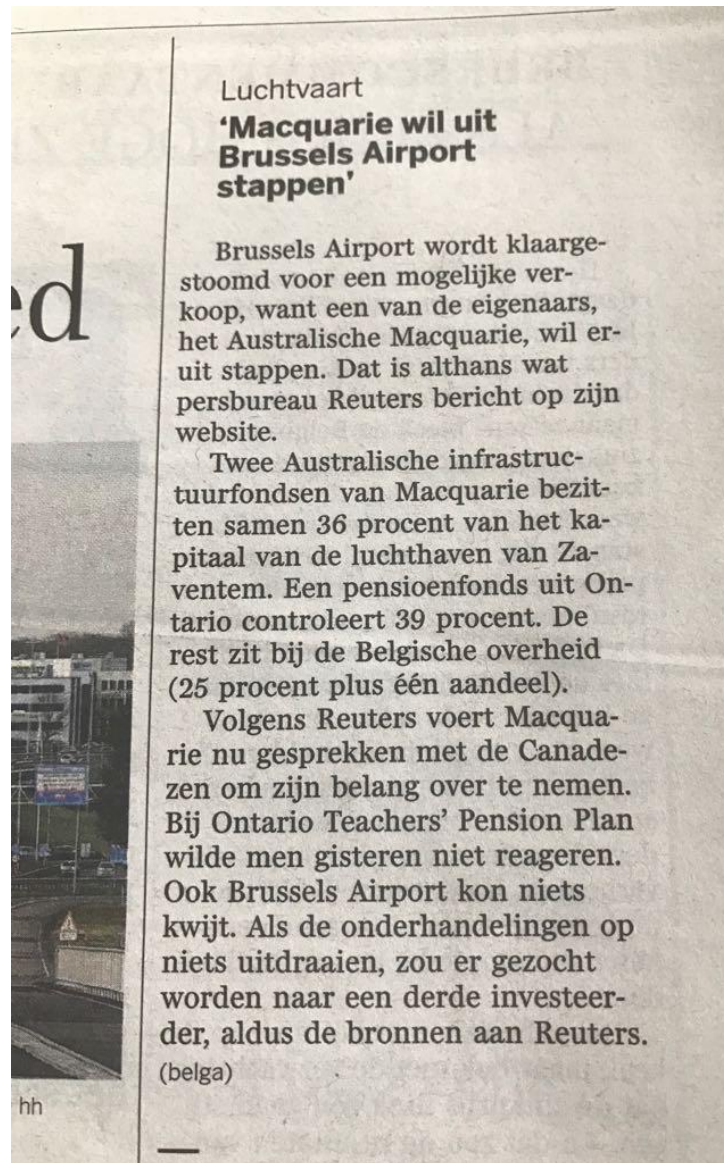 Luchtvaart
‘Macquarie wil uit
Brussels Airport
stappen’
Brussels Airport wordt klaarge-
stoomd voor een mogelijke ver-
koop, want een van de eigenaars,
het Australische Macquarie, wil er-
uit stappen. Dat is althans wat
persbureau Reuters bericht op zijn
website.
Twee Australische infrastruc-
tuurfondsen van Macquarie bezit-
ten samen 36 procent van het ka-
pitaal van de luchthaven van Za-
ventem. Een pensioenfonds uit On-
tario controleert 39 procent. De
rest zit bij de Belgische overheid
(25 procent plus één aandeel).
Volgens Reuters voert Macqua-
rie nu gesprekken met de Canade-
zen om zijn belang over te nemen.
Bij Ontario Teachers’ Pension Plan
wilde men gisteren niet reageren.
Ook Brussels Airport kon niets
kwijt. Als de onderhandelingen op
niets uitdraaien, zou er gezocht
worden naar een derde investeer-
der, aldus de bronnen aan Reuters.
(belga)
ed
hh